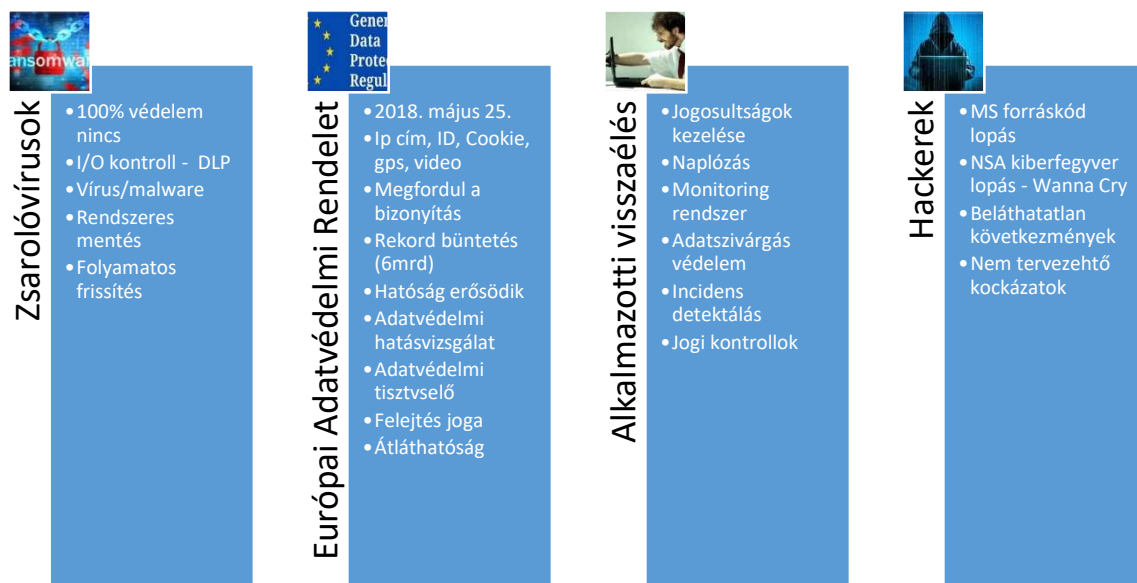 ansomwa
Zsarolóvírusok
•100% védelem
nincs
•I/O kontroll - DLP
•Vírus/malware
•Rendszeres
mentés
•Folyamatos
frissítés
Gener
Data
Prote
Regul
Európai Adatvédelmi Rendelet
•2018. május 25.
•Ip cím, ID, Cookie,
gps, video
•Megfordul a
bizonyítás
•Rekord büntetés
(6mrd)
•Hatóság erősödik
•Adatvédelmi
hatásvizsgálat
•Adatvédelmi
tisztvselő
•Felejtés joga
•Átláthatóság
Alkalmazotti visszaélés
•Jogosultságok
kezelése
•Naplózás
•Monitoring
rendszer
•Adatszivárgás
védelem
•Incidens
detektálás
•Jogi kontrollok
Hackerek
•MS forráskód
lopás
•NSA kiberfegyver
lopás - Wanna Cry
•Beláthatatlan
következmények
•Nem tervezehtő
kockázatok